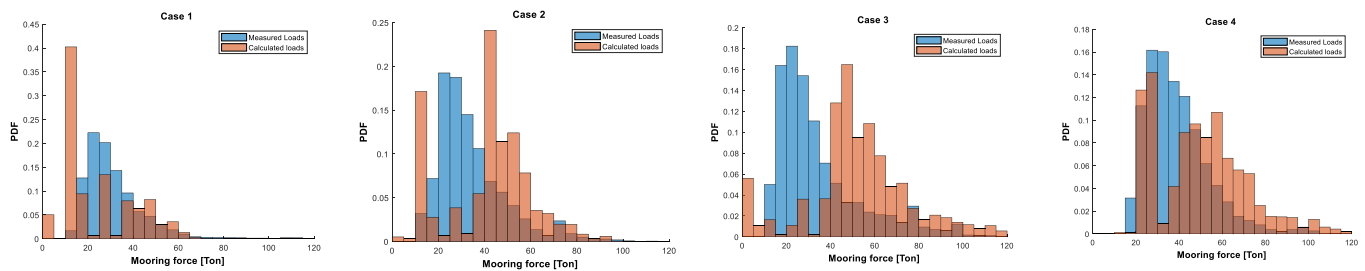 Case 1
Measured Loads
Calculated loads
0.45
0.4
0.35
0.3
0.25
0.2
0.15
0.1
0.05
0
PDF
0 20 40 60 80 100 120
Mooring force [Ton]
Case 2
Measured Loads
Calculated loads
0.25
0.2
0.15
0.1
0.05
0
PDF
0 20 40 60 80 100 120
Mooring force [Ton]
Case 3
Measured Loads
Calculated loads
0.2
0.18
0.16
0.14
0.12
0.1
0.08
0.06
0.04
0.02
0
PDF
0 20 40 60 80 100 120
Mooring force [Ton]
Case 4
Measured Loads
Calculated loads
0.18
0.16
0.14
0.12
0.1
0.08
0.06
0.04
0.02
0
PDF
0 20 40 60 80 100 120
Mooring force [Ton]